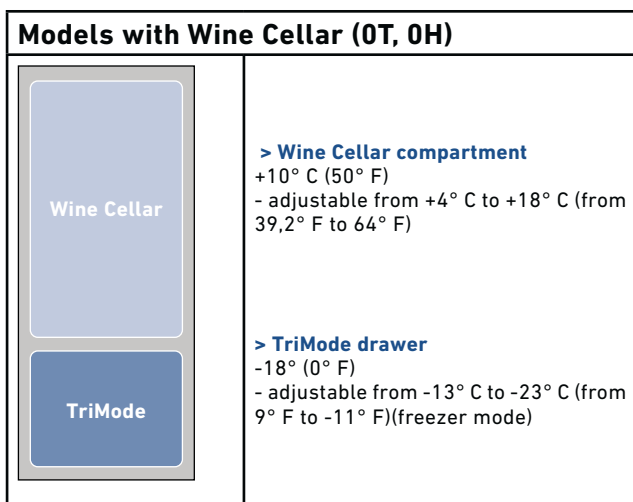 Models with Wine Cellar (0T, 0H)
Wine Cellar
> Wine Cellar compartment
+10° C (50° F)
- adjustable from +4° C to +18° C (from
39,2° F to 64° F)
TriMode
> TriMode drawer
-18° (0° F)
- adjustable from -13° C to -23° C (from
9° F to -11° F)(freezer mode)